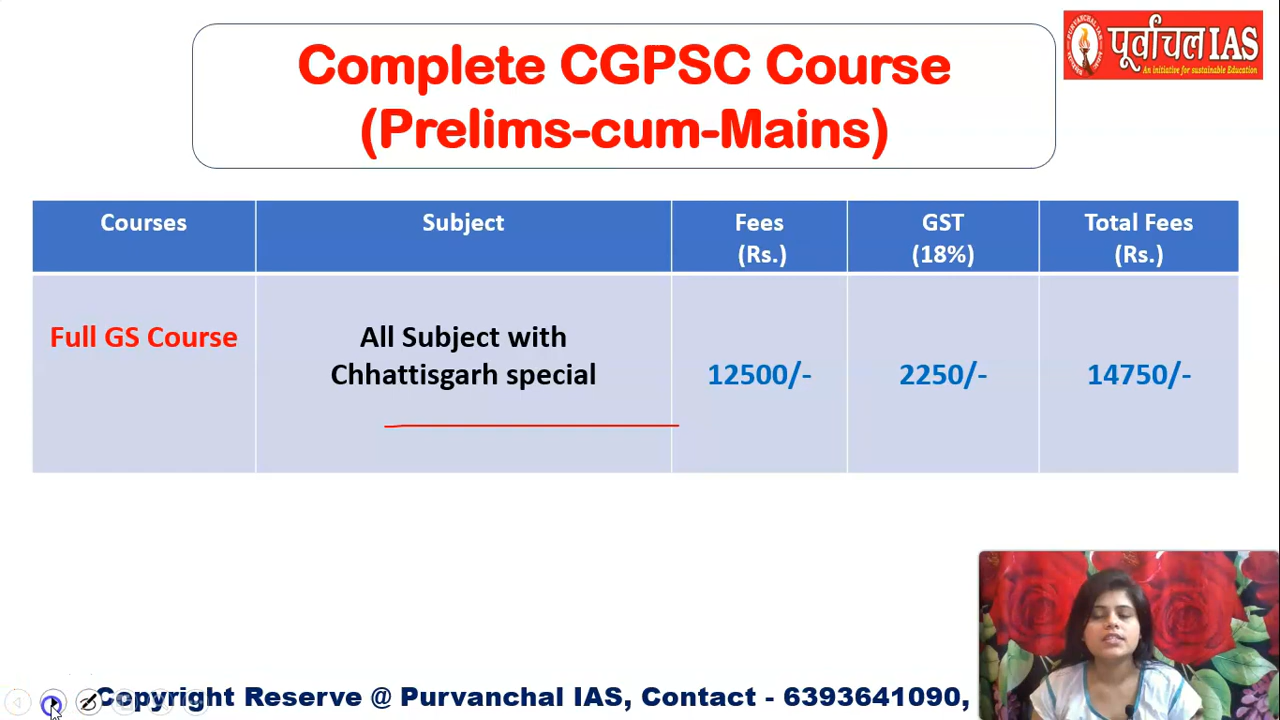 Complete CGPSC Course
(Prelims-cum-Mains)
पूर्वांचल IAS
An initiative for sustainable Education
Courses
Subject
Fees
(Rs.)
GST
(18%)
Total Fees
(Rs.)
Full GS Course
All Subject with
Chhattisgarh special
12500/-
2250/-
14750/-
Copyright Reserve @ Purvanchal IAS, Contact - 6393641090,